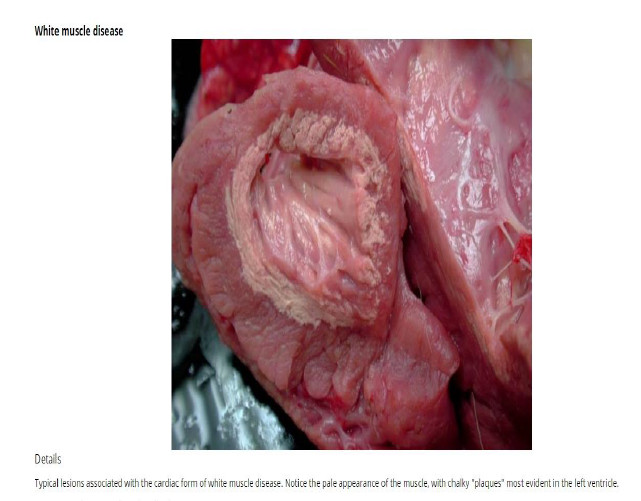 White muscle disease
Details
Typical lesions associated with the cardiac form of white muscle disease. Notice the pale appearance of the muscle, with chalky "plaques" most evident in the left ventricle.